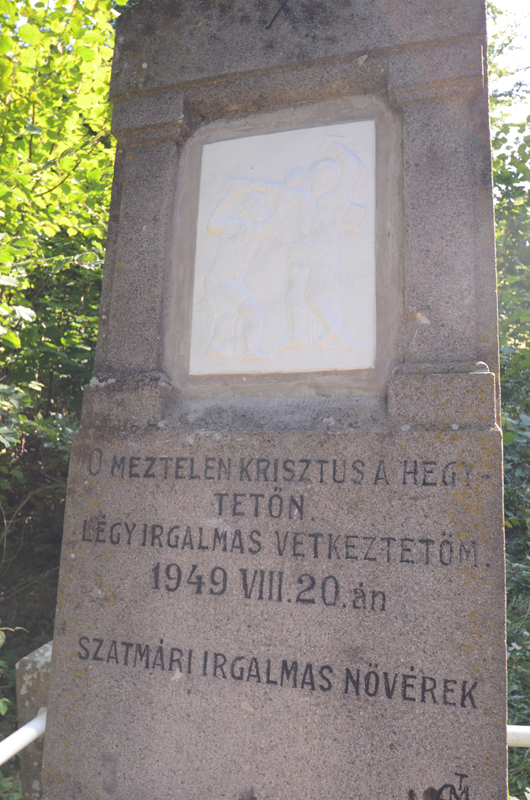 Ó MEZTELEN KRISZTUS A HEGY-
TETŐN.
LÉGY IRGALMAS VETKEZTETŐM.
1949 VIII.20.án
SZATMÁRI IRGALMAS NŐVÉREK